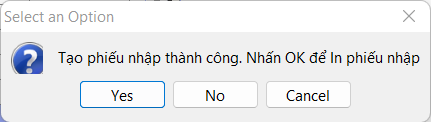 Select an Option
Tạo phiếu nhập thành công. Nhấn OK để In phiếu nhập
Yes
No
Cancel